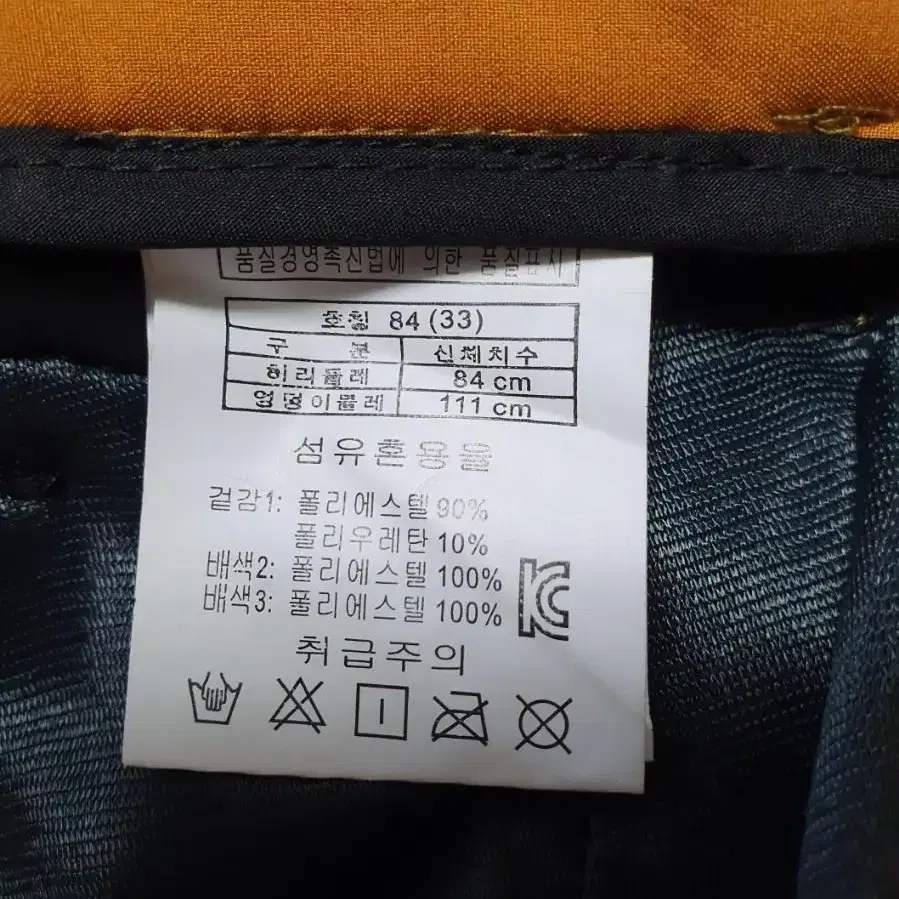 품질경영촉진법에 의한 품질표시
호칭 84 (33)
구 분 신체치수
허리둘레 84 cm
엉덩이둘레 111 cm
섬유혼용율
겉감1: 폴리에스텔 90%
폴리우레탄 10%
배색2: 폴리에스텔 100%
배색3: 폴리에스텔 100%
KC
취급주의